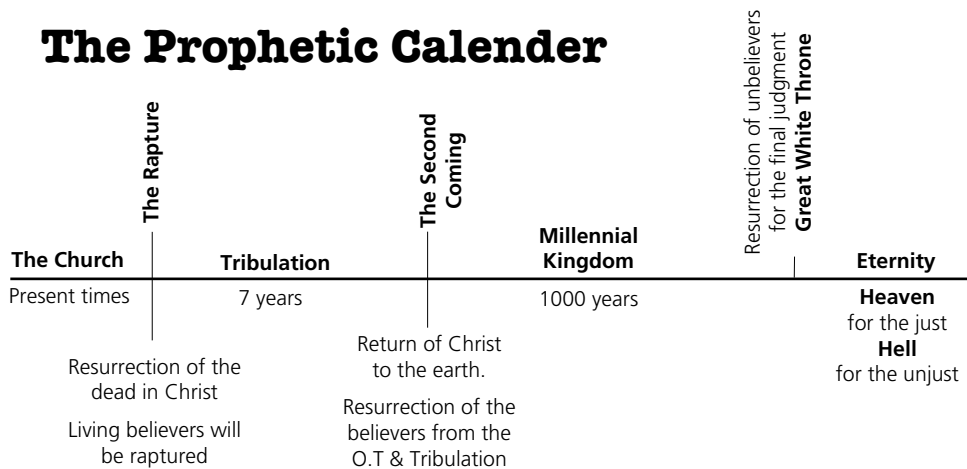 The Prophetic Calender
The Rapture
The Second
Coming
Resurrection of unbelievers
for the final judgment
Great White Throne
The Church
Tribulation
Millennial
Kingdom
Eternity
Present times
7 years
1000 years
Heaven
for the just
Hell
for the unjust
Resurrection of the
dead in Christ
Living believers will
be raptured
Return of Christ
to the earth.
Resurrection of the
believers from the
O.T & Tribulation